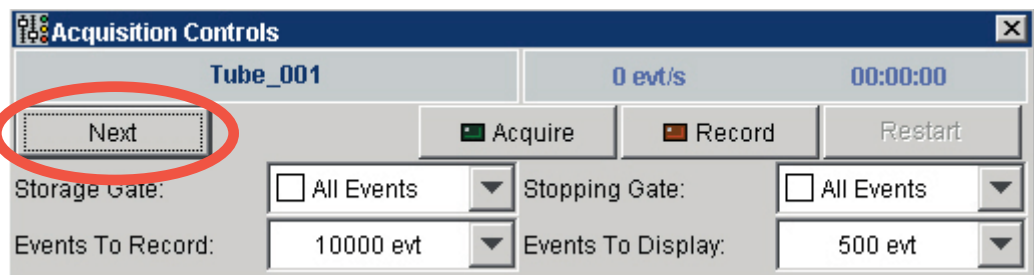 Acquisition Controls
Tube_001 0 evt/s 00:00:00
Next Acquire Record Restart
Storage Gate: All Events Stopping Gate: All Events
Events To Record: 10000 evt Events To Display: 500 evt